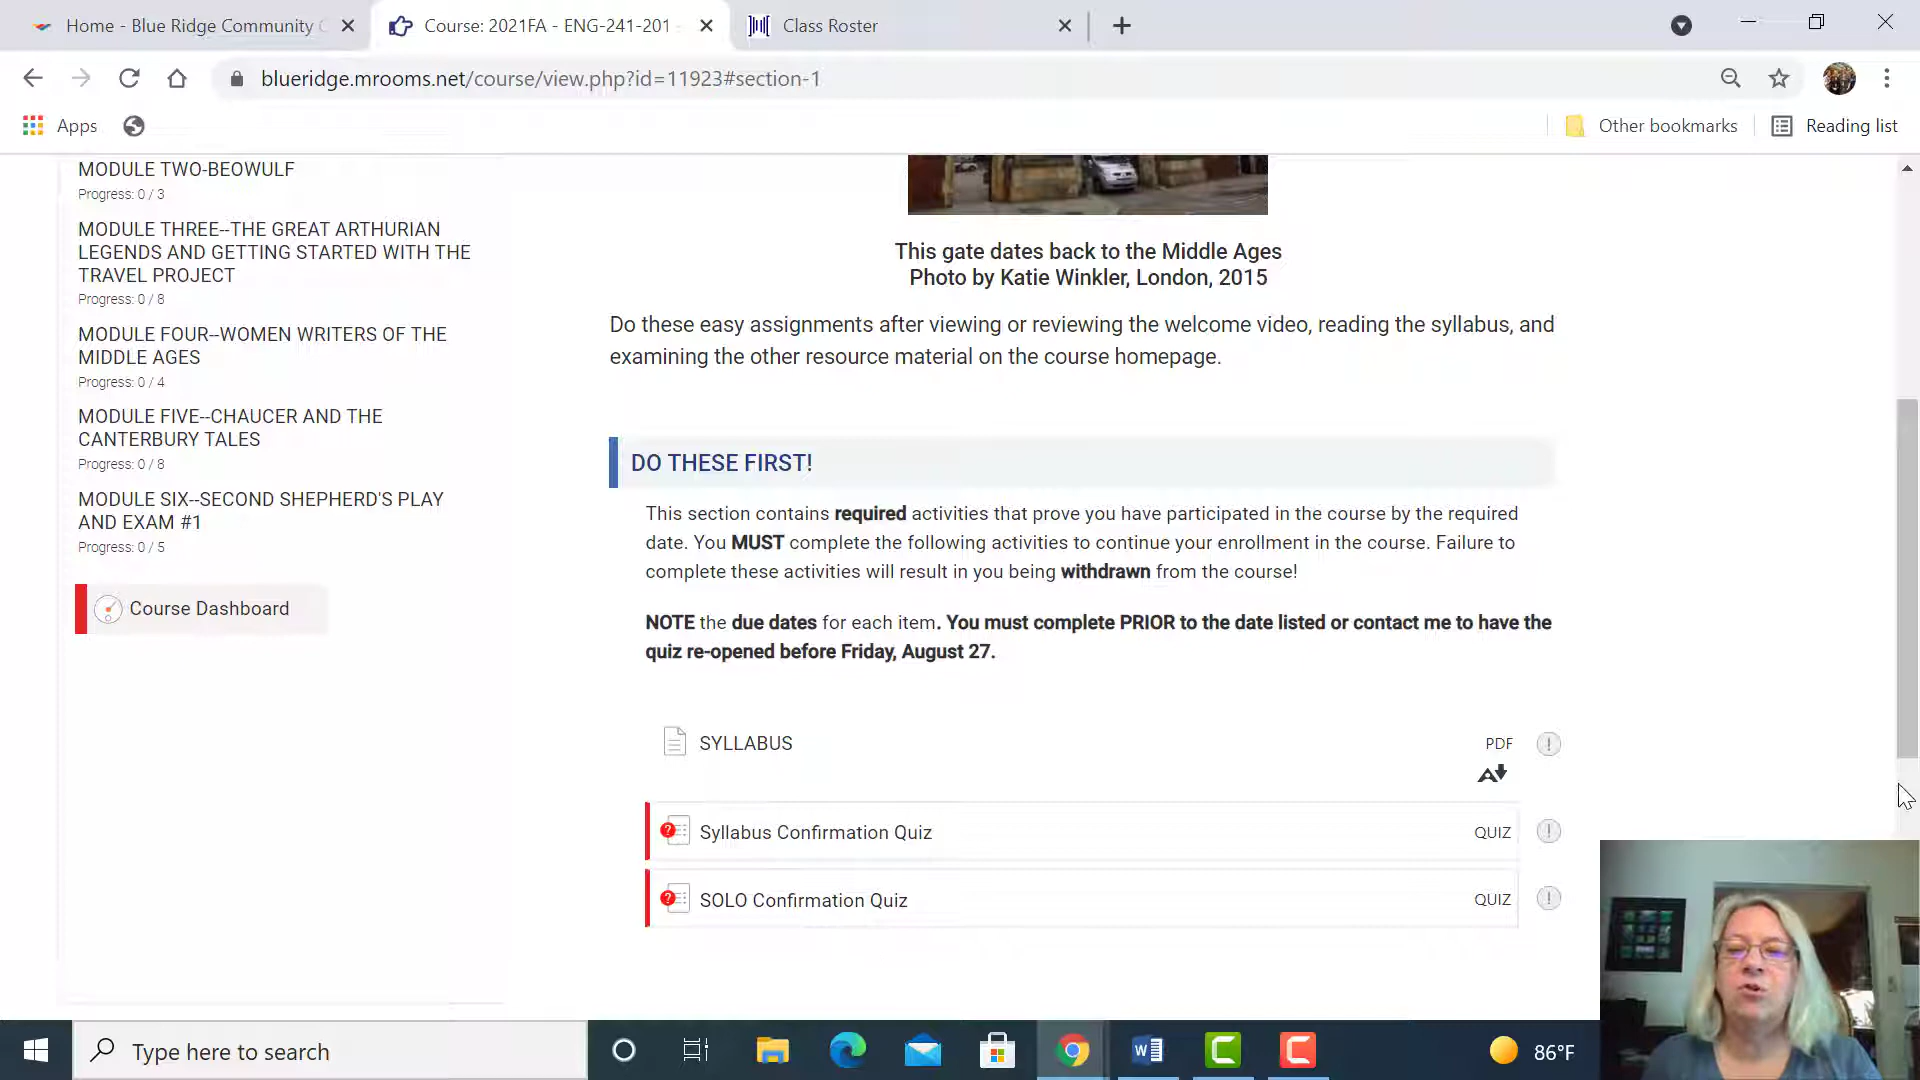 Home - Blue Ridge Community C
Course: 2021FA - ENG-241-201 -
Class Roster
blueridge.mrooms.net/course/view.php?id=11923#section-1
Apps
Other bookmarks
Reading list
MODULE TWO-BEOWULF
Progress: 0 / 3
MODULE THREE--THE GREAT ARTHURIAN
LEGENDS AND GETTING STARTED WITH THE
TRAVEL PROJECT
Progress: 0 / 8
MODULE FOUR--WOMEN WRITERS OF THE
MIDDLE AGES
Progress: 0 / 4
MODULE FIVE--CHAUCER AND THE
CANTERBURY TALES
Progress: 0 / 8
MODULE SIX--SECOND SHEPHERD'S PLAY
AND EXAM #1
Progress: 0 / 5
Course Dashboard
This gate dates back to the Middle Ages
Photo by Katie Winkler, London, 2015
Do these easy assignments after viewing or reviewing the welcome video, reading the syllabus, and
examining the other resource material on the course homepage.
DO THESE FIRST!
This section contains required activities that prove you have participated in the course by the required
date. You MUST complete the following activities to continue your enrollment in the course. Failure to
complete these activities will result in you being withdrawn from the course!
NOTE the due dates for each item. You must complete PRIOR to the date listed or contact me to have the
quiz re-opened before Friday, August 27.
SYLLABUS
PDF
Syllabus Confirmation Quiz
QUIZ
SOLO Confirmation Quiz
QUIZ
Type here to search
86°F